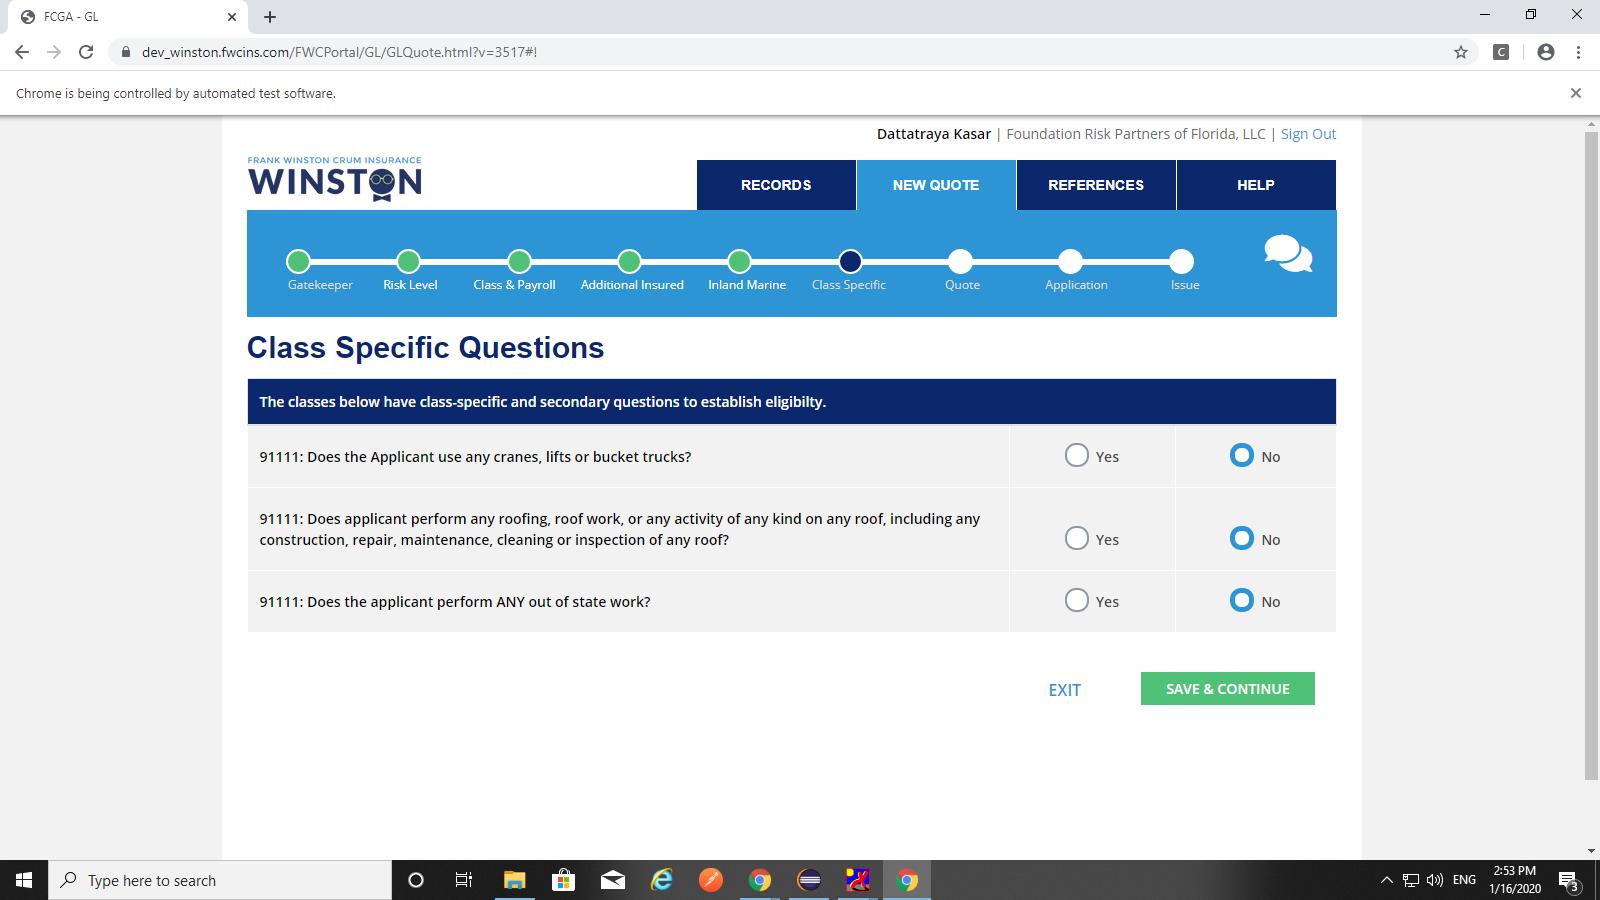 FCGA - GL
dev_winston.fwcins.com/FWCPortal/GL/GLQuote.html?v=3517#!
C
Chrome is being controlled by automated test software.
Dattatraya Kasar | Foundation Risk Partners of Florida, LLC | Sign Out
FRANK WINSTON CRUM INSURANCE
WINSTON
RECORDS NEW QUOTE REFERENCES HELP
Gatekeeper Risk Level Class & Payroll Additional Insured Inland Marine Class Specific Quote Application Issue
Class Specific Questions
The classes below have class-specific and secondary questions to establish eligibilty.
91111: Does the Applicant use any cranes, lifts or bucket trucks? Yes No
91111: Does applicant perform any roofing, roof work, or any activity of any kind on any roof, including any
construction, repair, maintenance, cleaning or inspection of any roof? Yes No
91111: Does the applicant perform ANY out of state work? Yes No
EXIT SAVE & CONTINUE
Type here to search
ENG
2:53 PM
1/16/2020
3